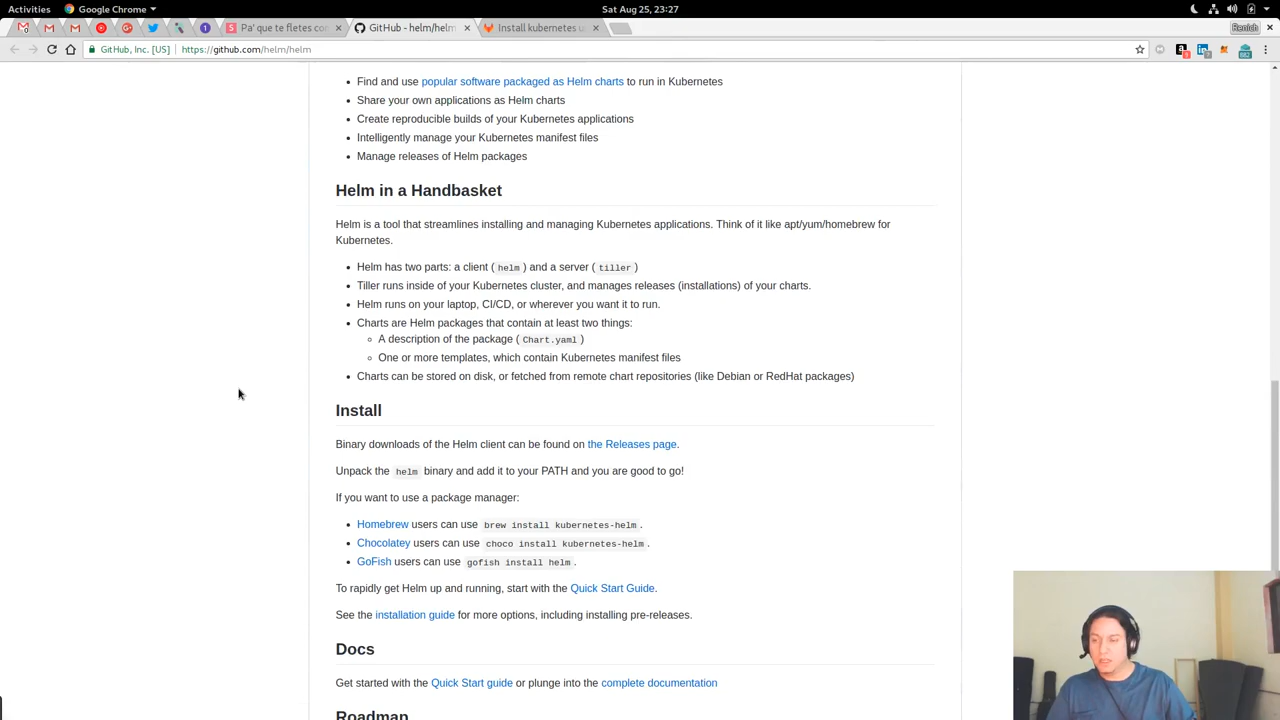 Activities
Google Chrome
Sat Aug 25, 23:27
Pa' que te fletes con
GitHub - helm/helm
Install kubernetes u
Renich
GitHub, Inc. [US]
https://github.com/helm/helm
Find and use popular software packaged as Helm charts to run in Kubernetes
Share your own applications as Helm charts
Create reproducible builds of your Kubernetes applications
Intelligently manage your Kubernetes manifest files
Manage releases of Helm packages
Helm in a Handbasket
Helm is a tool that streamlines installing and managing Kubernetes applications. Think of it like apt/yum/homebrew for
Kubernetes.
Helm has two parts: a client ( helm ) and a server ( tiller )
Tiller runs inside of your Kubernetes cluster, and manages releases (installations) of your charts.
Helm runs on your laptop, CI/CD, or wherever you want it to run.
Charts are Helm packages that contain at least two things:
A description of the package ( Chart.yaml )
One or more templates, which contain Kubernetes manifest files
Charts can be stored on disk, or fetched from remote chart repositories (like Debian or RedHat packages)
Install
Binary downloads of the Helm client can be found on the Releases page.
Unpack the helm binary and add it to your PATH and you are good to go!
If you want to use a package manager:
Homebrew users can use brew install kubernetes-helm .
Chocolatey users can use choco install kubernetes-helm .
GoFish users can use gofish install helm .
To rapidly get Helm up and running, start with the Quick Start Guide.
See the installation guide for more options, including installing pre-releases.
Docs
Get started with the Quick Start guide or plunge into the complete documentation
Roadmap